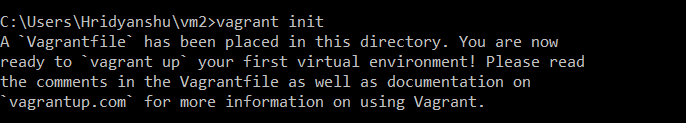 C:\Users\Hridyanshu\vm2>vagrant init
A `Vagrantfile` has been placed in this directory. You are now
ready to `vagrant up` your first virtual environment! Please read
the comments in the Vagrantfile as well as documentation on
`vagrantup.com` for more information on using Vagrant.